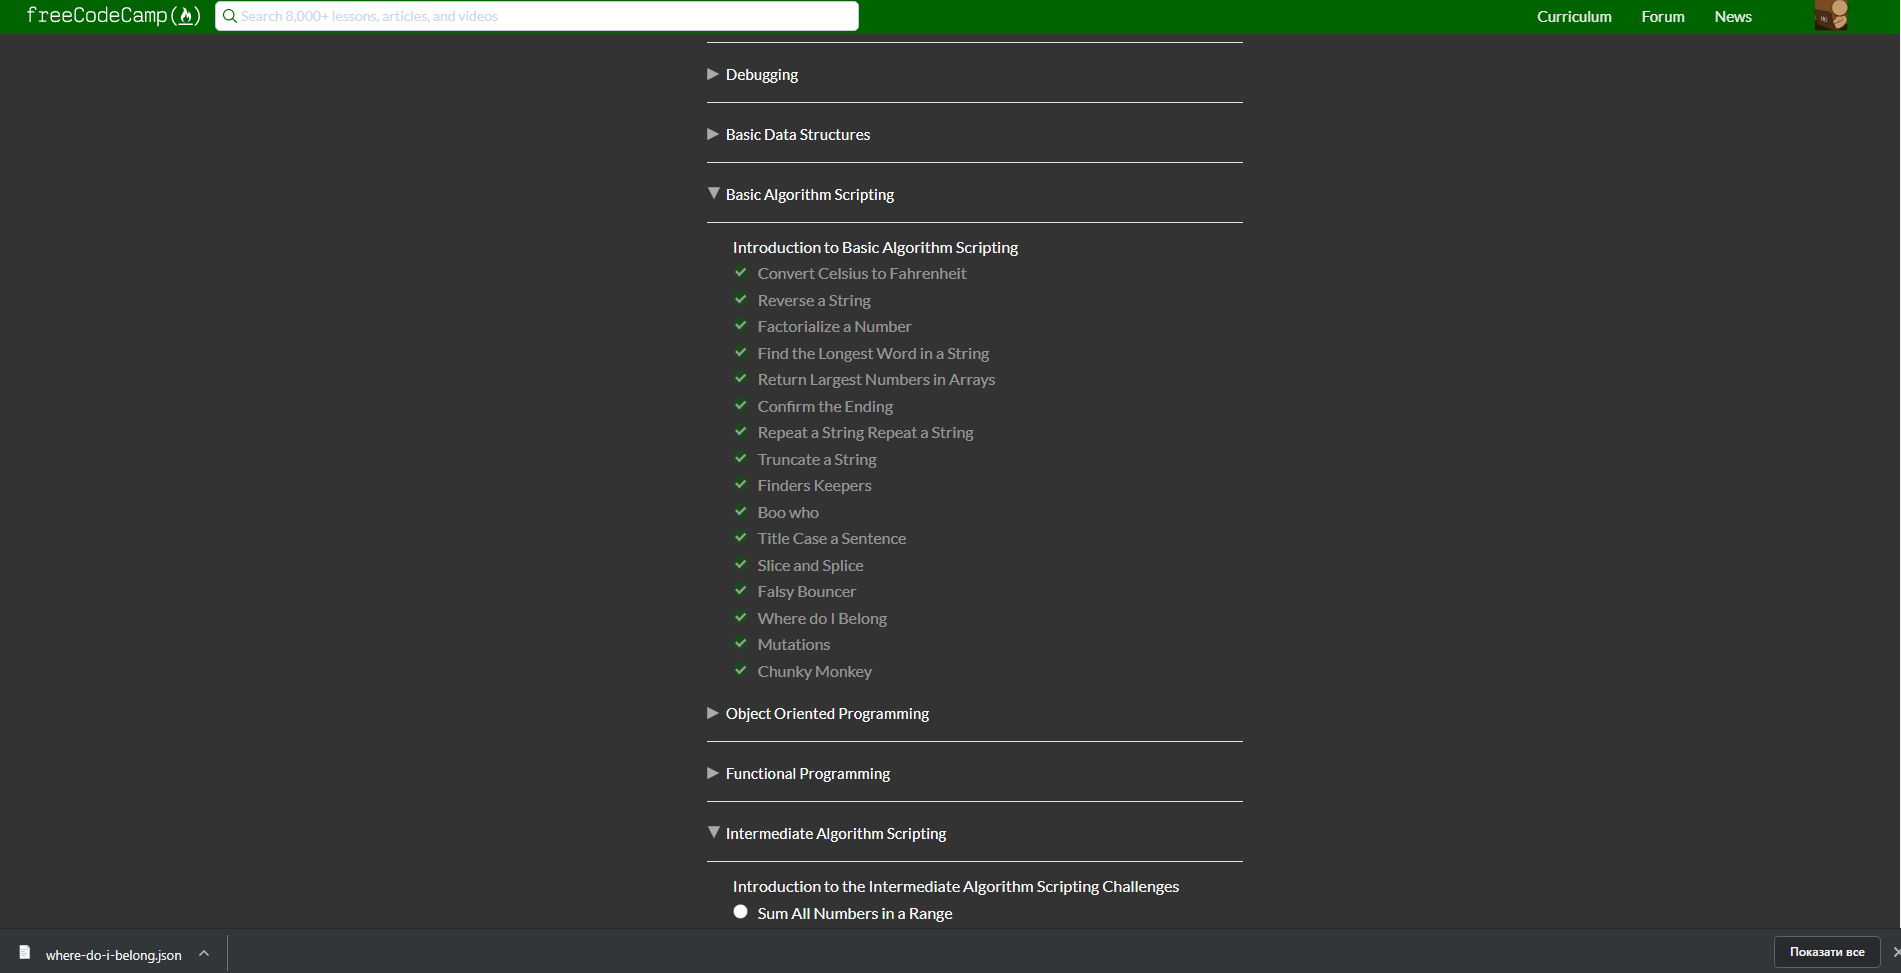 freeCodeCamp
Search 8,000+ lessons, articles, and videos
Curriculum
Forum
News
Debugging
Basic Data Structures
Basic Algorithm Scripting
Introduction to Basic Algorithm Scripting
Convert Celsius to Fahrenheit
Reverse a String
Factorialize a Number
Find the Longest Word in a String
Return Largest Numbers in Arrays
Confirm the Ending
Repeat a String Repeat a String
Truncate a String
Finders Keepers
Boo who
Title Case a Sentence
Slice and Splice
Falsy Bouncer
Where do I Belong
Mutations
Chunky Monkey
Object Oriented Programming
Functional Programming
Intermediate Algorithm Scripting
Introduction to the Intermediate Algorithm Scripting Challenges
Sum All Numbers in a Range
where-do-i-belong.json
Показати все